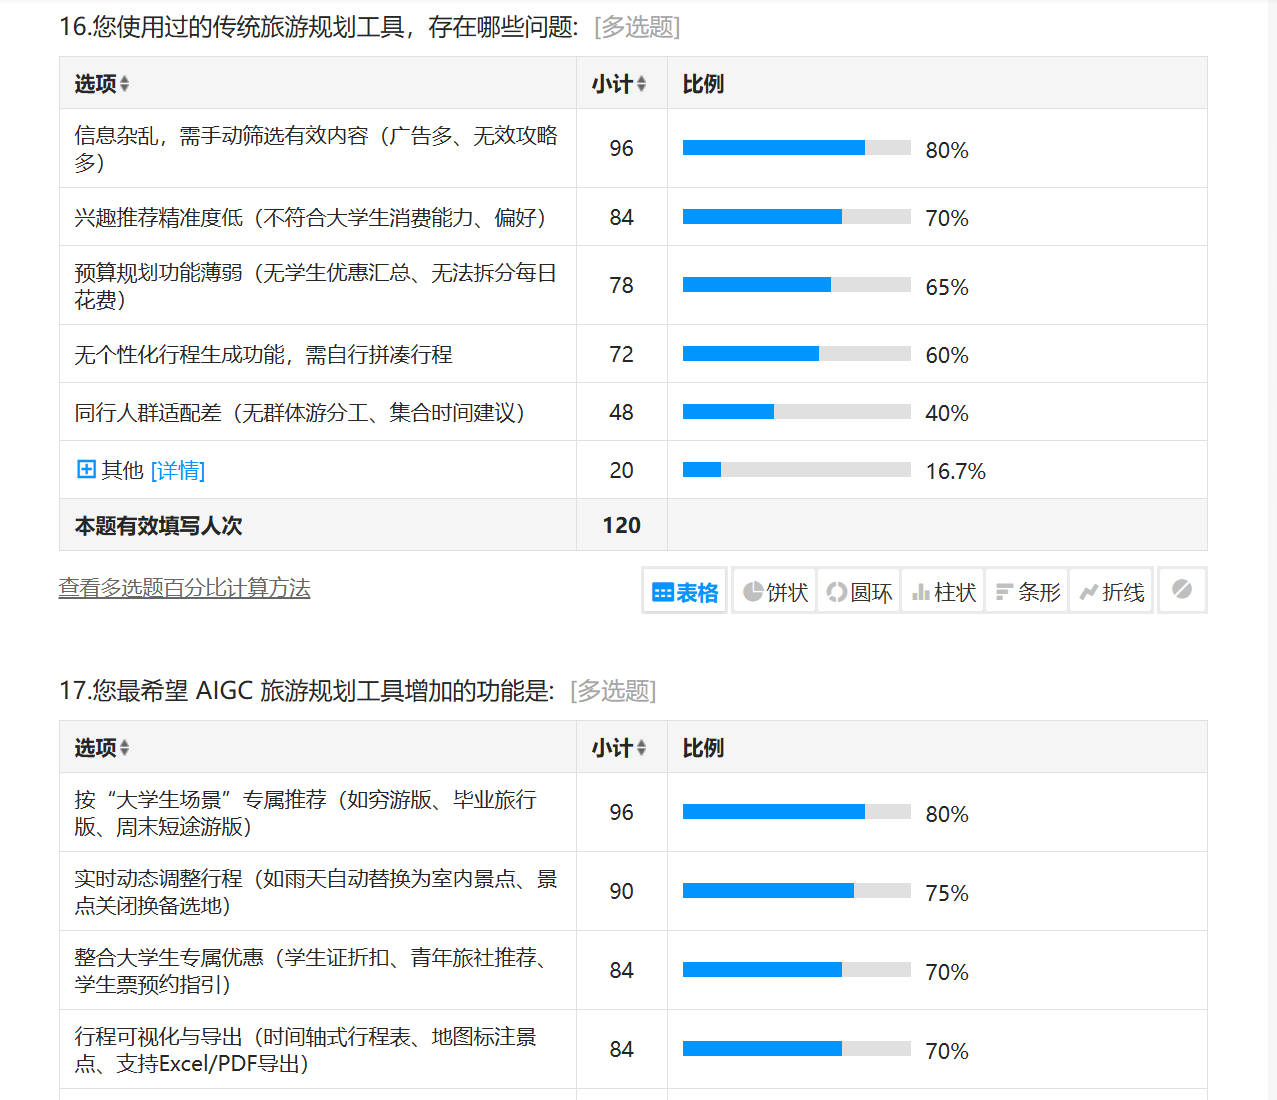 16.您使用过的传统旅游规划工具，存在哪些问题: [多选题]
选项 小计 比例
信息杂乱，需手动筛选有效内容（广告多、无效攻略
多）
96 80%
兴趣推荐精准度低（不符合大学生消费能力、偏好） 84 70%
预算规划功能薄弱（无学生优惠汇总、无法拆分每日
花费）
78 65%
无个性化行程生成功能，需自行拼凑行程 72 60%
同行人群适配差（无群体游分工、集合时间建议） 48 40%
其他 [详情] 20 16.7%
本题有效填写人次 120
查看多选题百分比计算方法 表格 饼状 圆环 柱状 条形 折线
17.您最希望 AIGC 旅游规划工具增加的功能是: [多选题]
选项 小计 比例
按“大学生场景”专属推荐（如穷游版、毕业旅行
版、周末短途游版）
96 80%
实时动态调整行程（如雨天自动替换为室内景点、景
点关闭换备选地）
90 75%
整合大学生专属优惠（学生证折扣、青年旅社推荐、
学生票预约指引）
84 70%
行程可视化与导出（时间轴式行程表、地图标注景
点、支持Excel/PDF导出）
84 70%